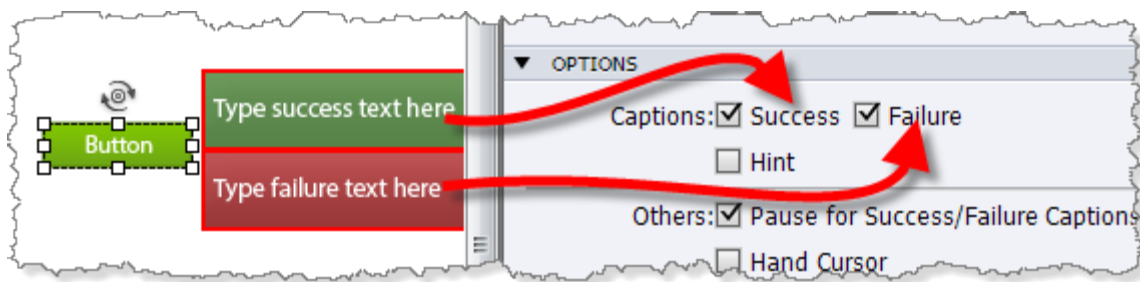 Button
Type success text here
Type failure text here
OPTIONS
Captions: Success Failure
Hint
Others: Pause for Success/Failure Captions
Hand Cursor